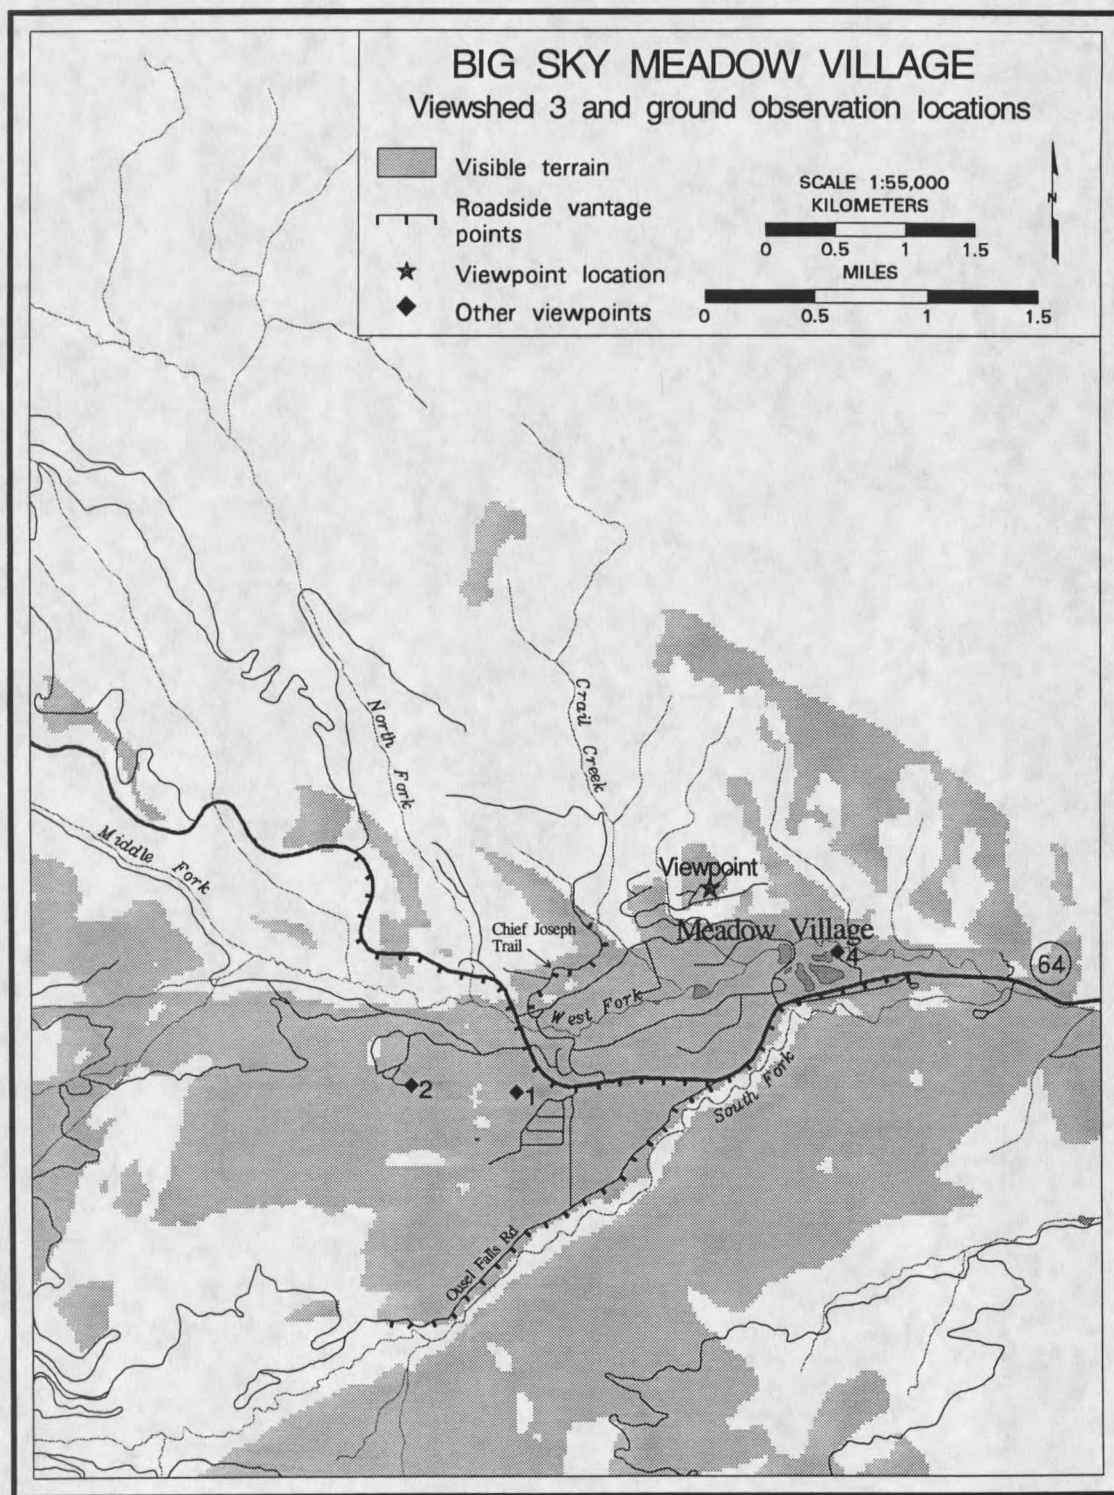 BIG SKY MEADOW VILLAGE
Viewshed 3 and ground observation locations
Visible terrain
Roadside vantage
points
Viewpoint location
Other viewpoints
SCALE 1:55,000
KILOMETERS
0 0.5 1 1.5
MILES
0 0.5 1 1.5
N
North Fork
Crail Creek
Middle Fork
Viewpoint
Chief Joseph
Trail
Meadow Village
4
64
West Fork
2
1
South Fork
Ousel Falls Rd